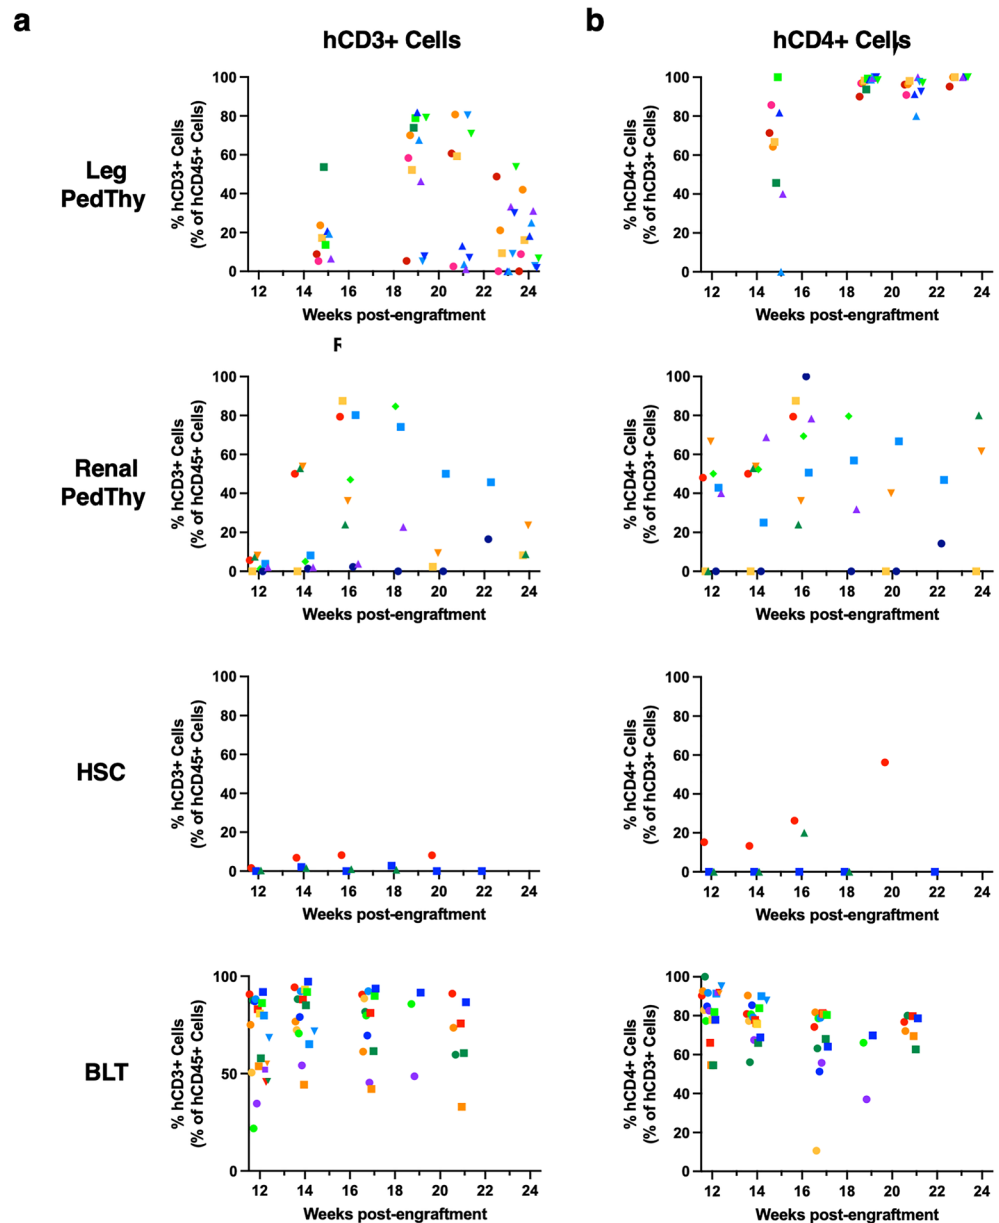 a
b
hCD3+ Cells
hCD4+ Cells
Leg
PedThy
% hCD3+ Cells
(% of hCD45+ Cells)
100
80
60
40
20
0
12 14 16 18 20 22 24
Weeks post-engraftment
% hCD4+ Cells
(% of hCD3+ Cells)
100
80
60
40
20
0
12 14 16 18 20 22 24
Weeks post-engraftment
Renal
PedThy
% hCD3+ Cells
(% of hCD45+ Cells)
100
80
60
40
20
0
12 14 16 18 20 22 24
Weeks post-engraftment
% hCD4+ Cells
(% of hCD3+ Cells)
100
80
60
40
20
0
12 14 16 18 20 22 24
Weeks post-engraftment
HSC
% hCD3+ Cells
(% of hCD45+ Cells)
100
80
60
40
20
0
12 14 16 18 20 22 24
Weeks post-engraftment
% hCD4+ Cells
(% of hCD3+ Cells)
100
80
60
40
20
0
12 14 16 18 20 22 24
Weeks post-engraftment
BLT
% hCD3+ Cells
(% of hCD45+ Cells)
100
50
0
12 14 16 18 20 22 24
Weeks post-engraftment
% hCD4+ Cells
(% of hCD3+ Cells)
100
80
60
40
20
0
12 14 16 18 20 22 24
Weeks post-engraftment